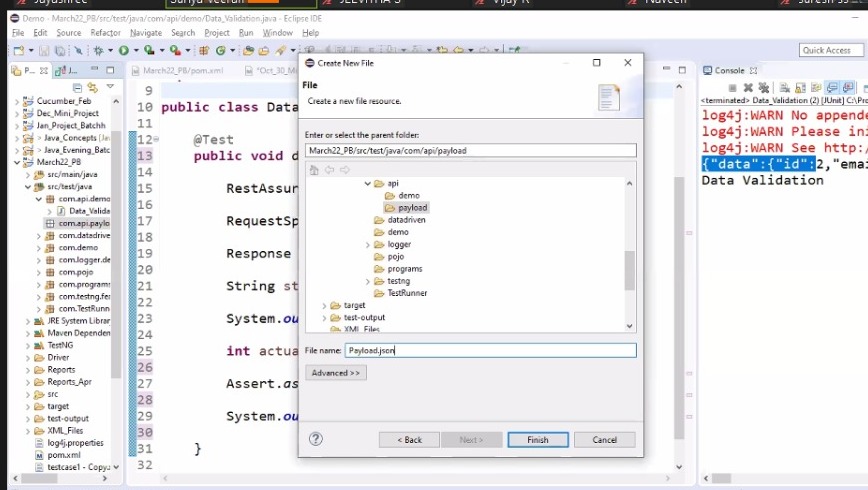 Jayashree
Suriya Neelan
JEEVITHA S
Vijay R
Naveen
Demo - March22_PB/src/test/java/com/api/demo/Data_Validation.java - Eclipse IDE
File Edit Source Refactor Navigate Search Project Run Window Help
Quick Access
P...
J...
March22_PB/pom.xml
*Oct_30_Mi
Console
Cucumber_Feb
Dec_Mini_Project
Jan_Project_Batchh
> Java_Concepts [Jan
> Java_Evening_Batc
March22_PB
src/main/java
src/test/java
com.api.demo
Data_Valida
com.api.paylo
com.datadrive
com.demo
com.logger.de
com.pojo
com.programs
com.testng.fea
com.TestRunn
JRE System Librar
Maven Dependen
TestNG
Driver
Reports
Reports_Apr
src
target
test-output
XML_Files
log4j.properties
pom.xml
testcase1 - Copy.
9
10 public class Data
11
12 @Test
13 public void d
14
15 RestAssur
16
17 RequestSp
18
19 Response
20
21 String st
22
23 System.ou
24
25 int actua
26
27 Assert.as
28
29 System.ou
30
31 }
32
Create New File
File
Create a new file resource.
Enter or select the parent folder:
March22_PB/src/test/java/com/api/payload
api
demo
payload
datadriven
demo
logger
pojo
programs
testng
TestRunner
target
test-output
XML_Files
File name: Payload.json
Advanced >>
< Back Next > Finish Cancel
<terminated> Data_Validation (2) [JUnit] C:\Pro
log4j:WARN No appende
log4j:WARN Please ini
log4j:WARN See http:/
{"data":{"id":2,"emai
Data Validation